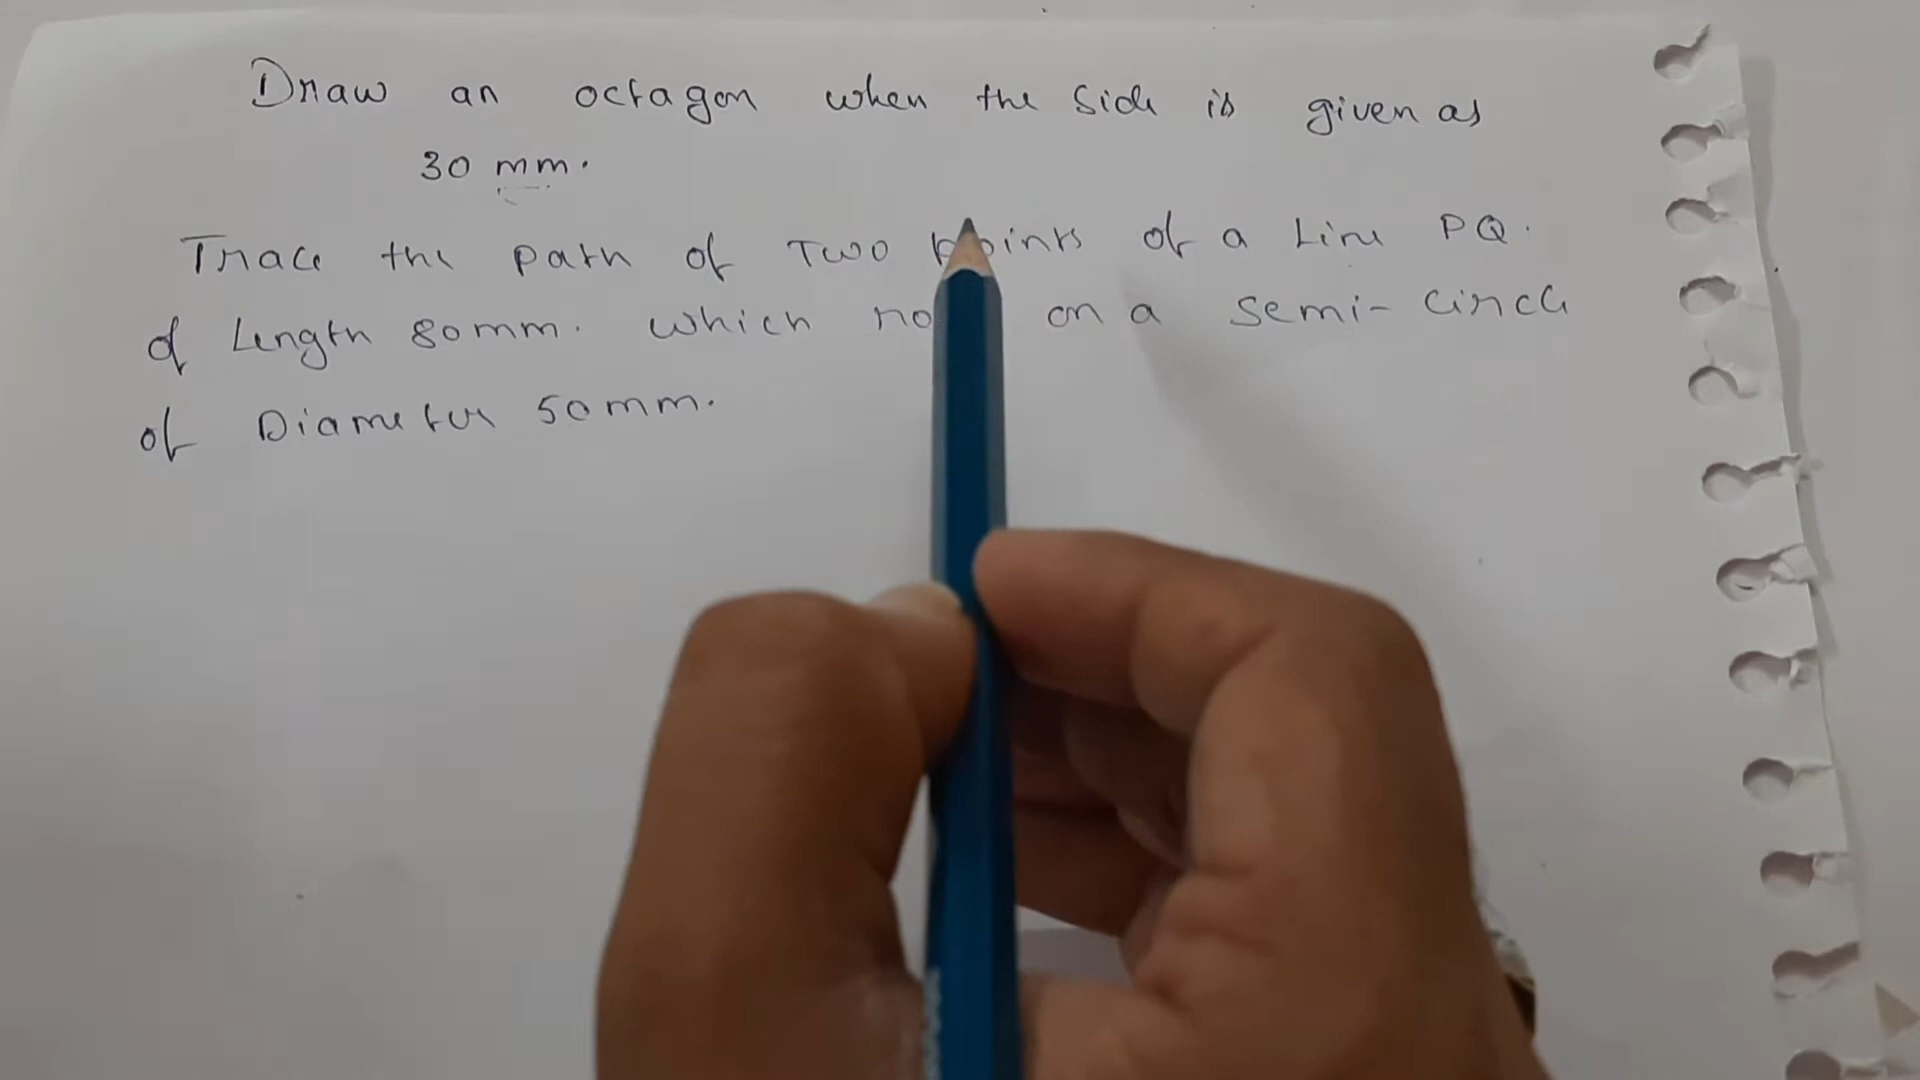 Draw an octagon when the side is given as
30 mm.
Trace the path of Two points of a Line PQ.
of Length 80mm. which on a semi-circle
of Diameter 50mm.